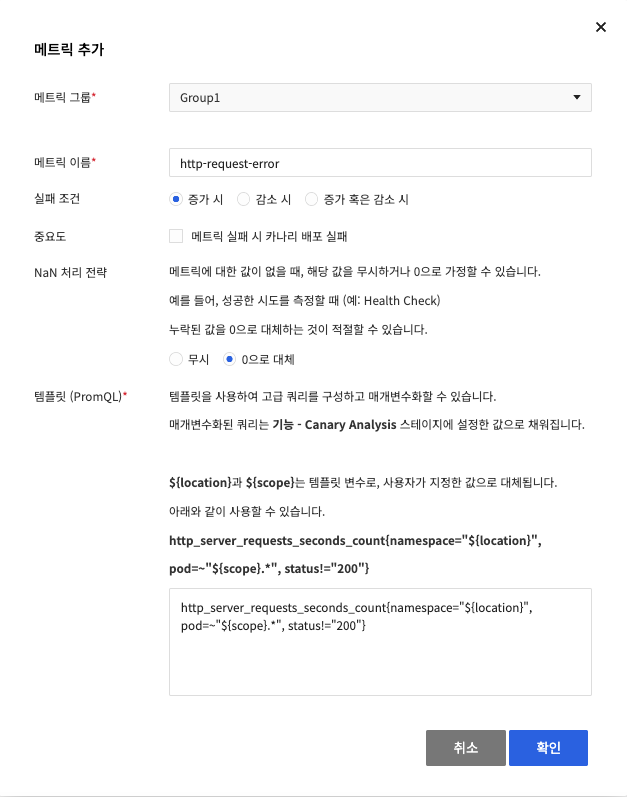 메트릭 추가
메트릭 그룹*
Group1
메트릭 이름*
http-request-error
실패 조건
증가 시
감소 시
증가 혹은 감소 시
중요도
메트릭 실패 시 카나리 배포 실패
NaN 처리 전략
메트릭에 대한 값이 없을 때, 해당 값을 무시하거나 0으로 가정할 수 있습니다.
예를 들어, 성공한 시도를 측정할 때 (예: Health Check)
누락된 값을 0으로 대체하는 것이 적절할 수 있습니다.
무시
0으로 대체
템플릿 (PromQL)*
템플릿을 사용하여 고급 쿼리를 구성하고 매개변수화할 수 있습니다.
매개변수화된 쿼리는 기능 - Canary Analysis 스테이지에 설정한 값으로 채워집니다.
${location}과 ${scope}는 템플릿 변수로, 사용자가 지정한 값으로 대체됩니다.
아래와 같이 사용할 수 있습니다.
http_server_requests_seconds_count{namespace="${location}",
pod=~"${scope}.*", status!="200"}
http_server_requests_seconds_count{namespace="${location}",
pod=~"${scope}.*", status!="200"}
취소
확인